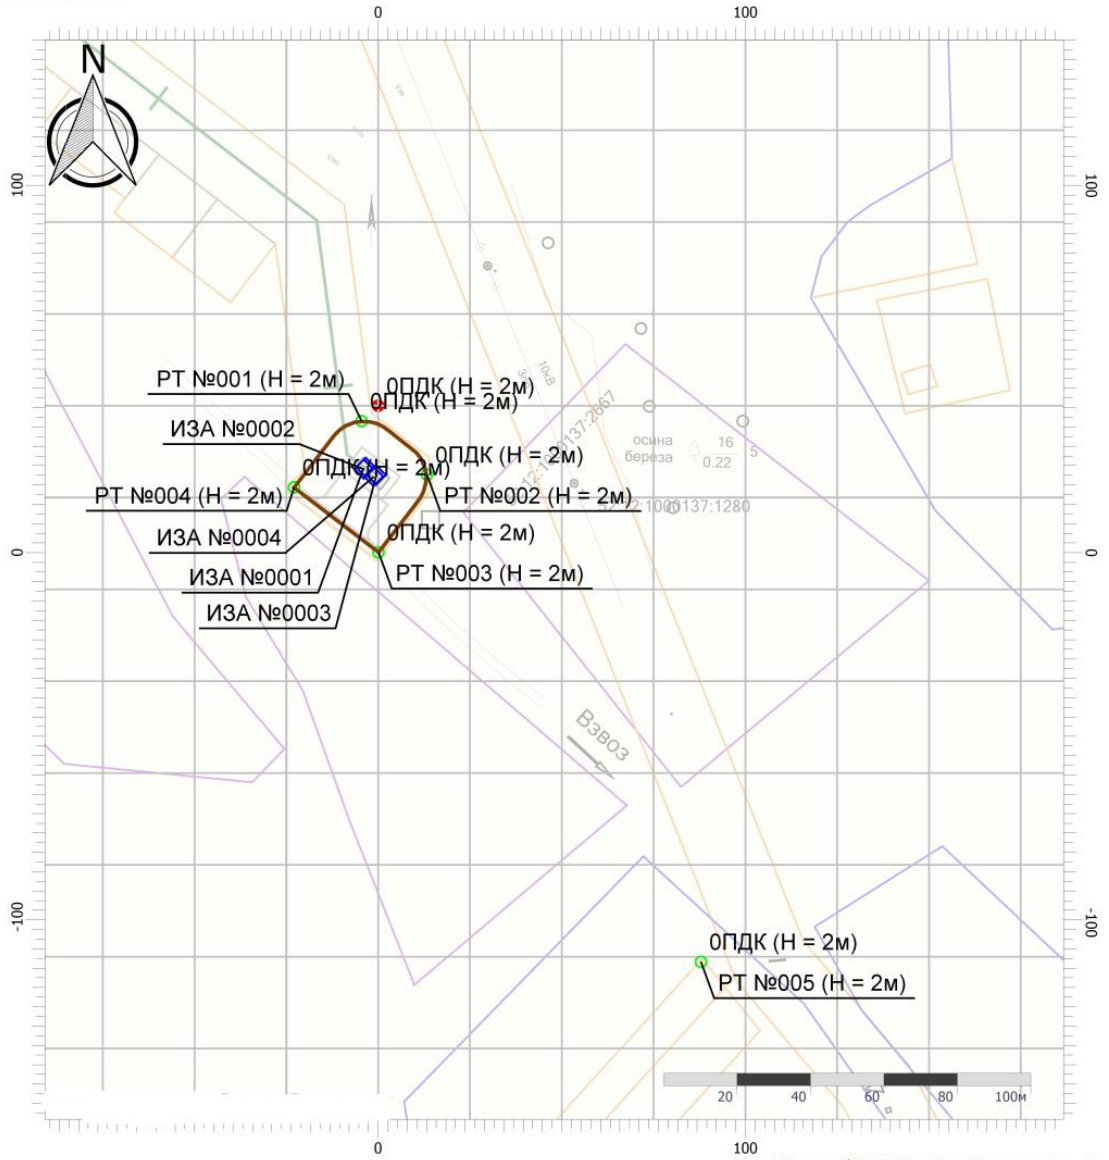 0
100
N
100
100
РТ №001 (H = 2м)
0ПДК (H = 2м)
0ПДК (H = 2м)
10кВ
ИЗА №0002
осина
береза
16
0.22
5
0ПДК (H = 2м)
0ПДК (H = 2м)
РТ №004 (H = 2м)
РТ №002 (H = 2м)
ИЗА №0004
0ПДК (H = 2м)
0
0
ИЗА №0001
РТ №003 (H = 2м)
ИЗА №0003
Взвоз
-100
-100
0ПДК (H = 2м)
РТ №005 (H = 2м)
20
40
60
80
100м
0
100